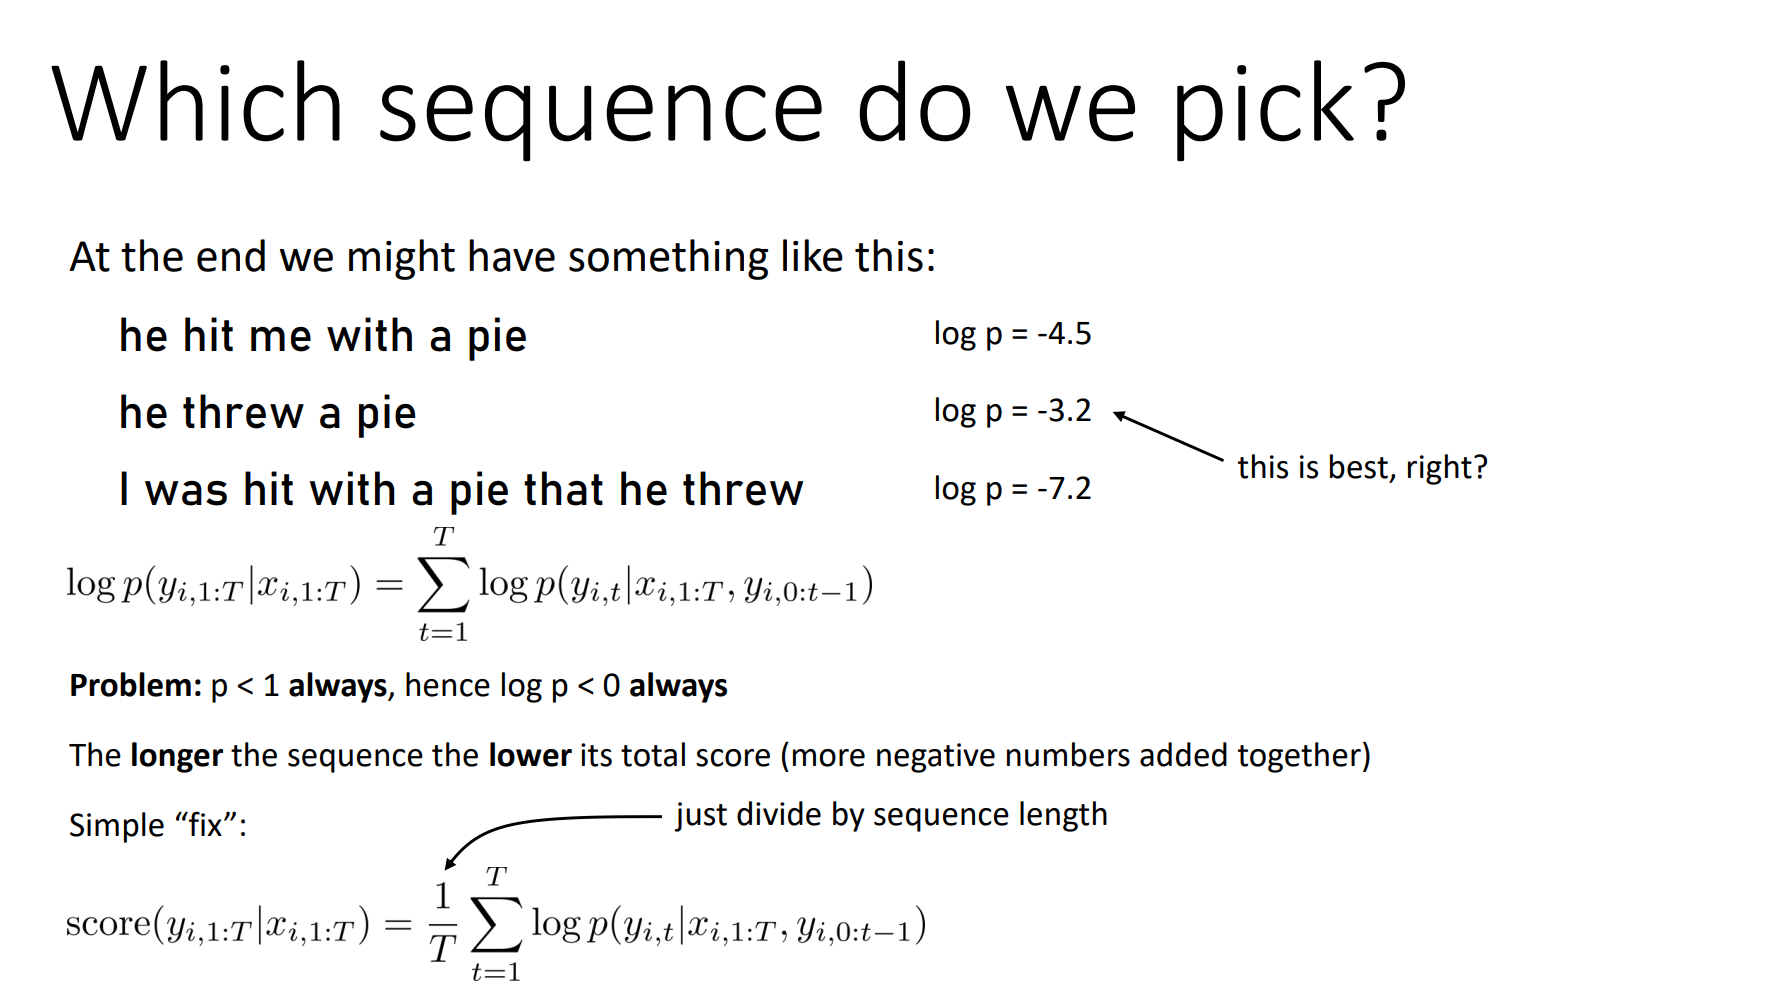 Which sequence do we pick?
At the end we might have something like this:
he hit me with a pie log p = -4.5
he threw a pie log p = -3.2
this is best, right?
I was hit with a pie that he threw log p = -7.2
$\log p(y_{i,1:T}|x_{i,1:T}) = \sum_{t=1}^{T} \log p(y_{i,t}|x_{i,1:T}, y_{i,0:t-1})$
Problem: p < 1 always, hence log p < 0 always
The longer the sequence the lower its total score (more negative numbers added together)
Simple “fix”: just divide by sequence length
$\text{score}(y_{i,1:T}|x_{i,1:T}) = \frac{1}{T} \sum_{t=1}^{T} \log p(y_{i,t}|x_{i,1:T}, y_{i,0:t-1})$